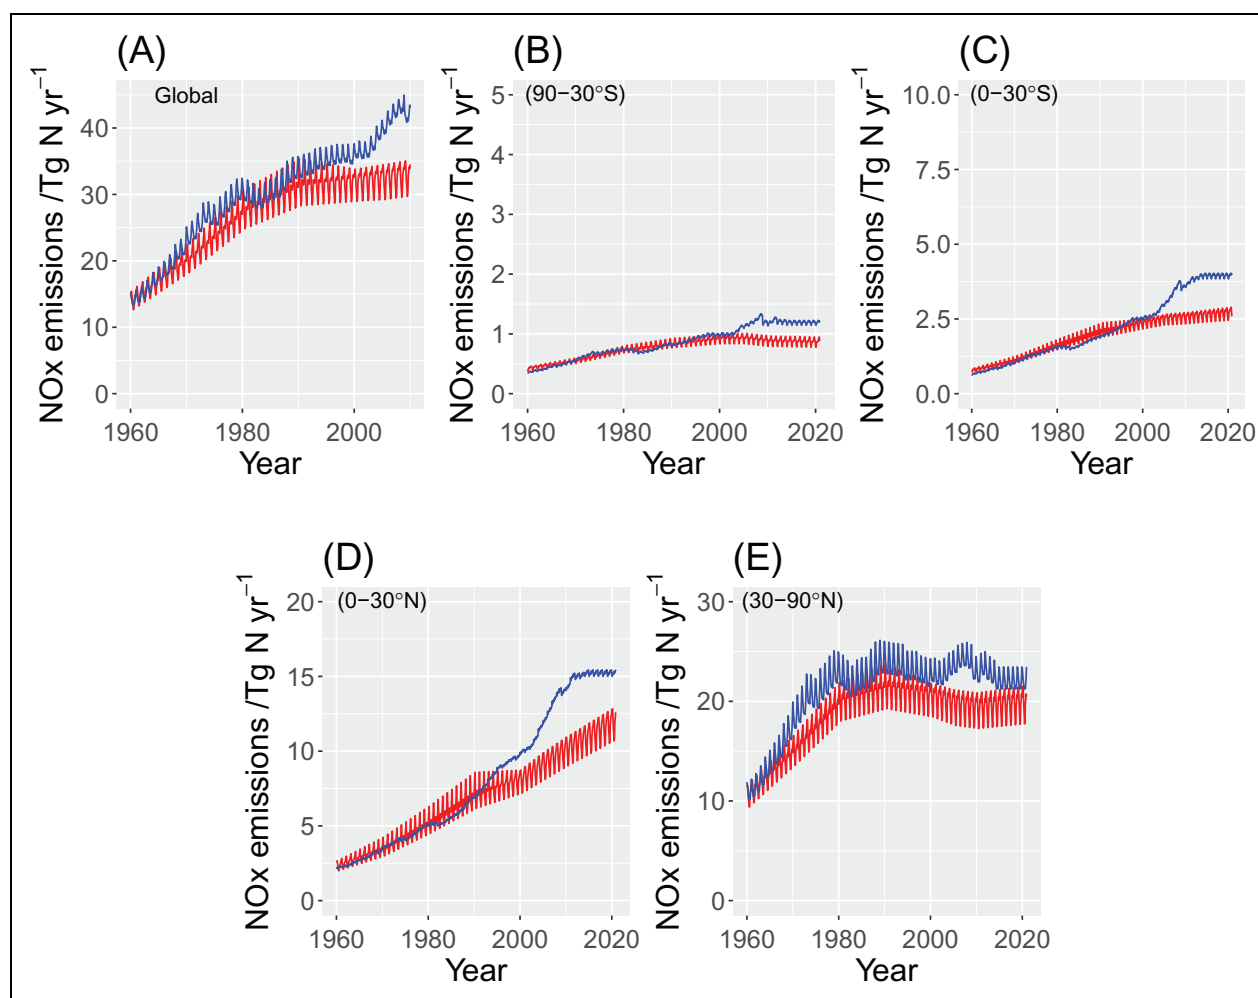 (A)
Global
NOx emissions /Tg N yr⁻¹
40
30
20
10
0
1960 1980 2000
Year
(B)
(90−30°S)
NOx emissions /Tg N yr⁻¹
5
4
3
2
1
0
1960 1980 2000 2020
Year
(C)
(0−30°S)
NOx emissions /Tg N yr⁻¹
10.0
7.5
5.0
2.5
0.0
1960 1980 2000 2020
Year
(D)
(0−30°N)
NOx emissions /Tg N yr⁻¹
20
15
10
5
0
1960 1980 2000 2020
Year
(E)
(30−90°N)
NOx emissions /Tg N yr⁻¹
30
20
10
0
1960 1980 2000 2020
Year